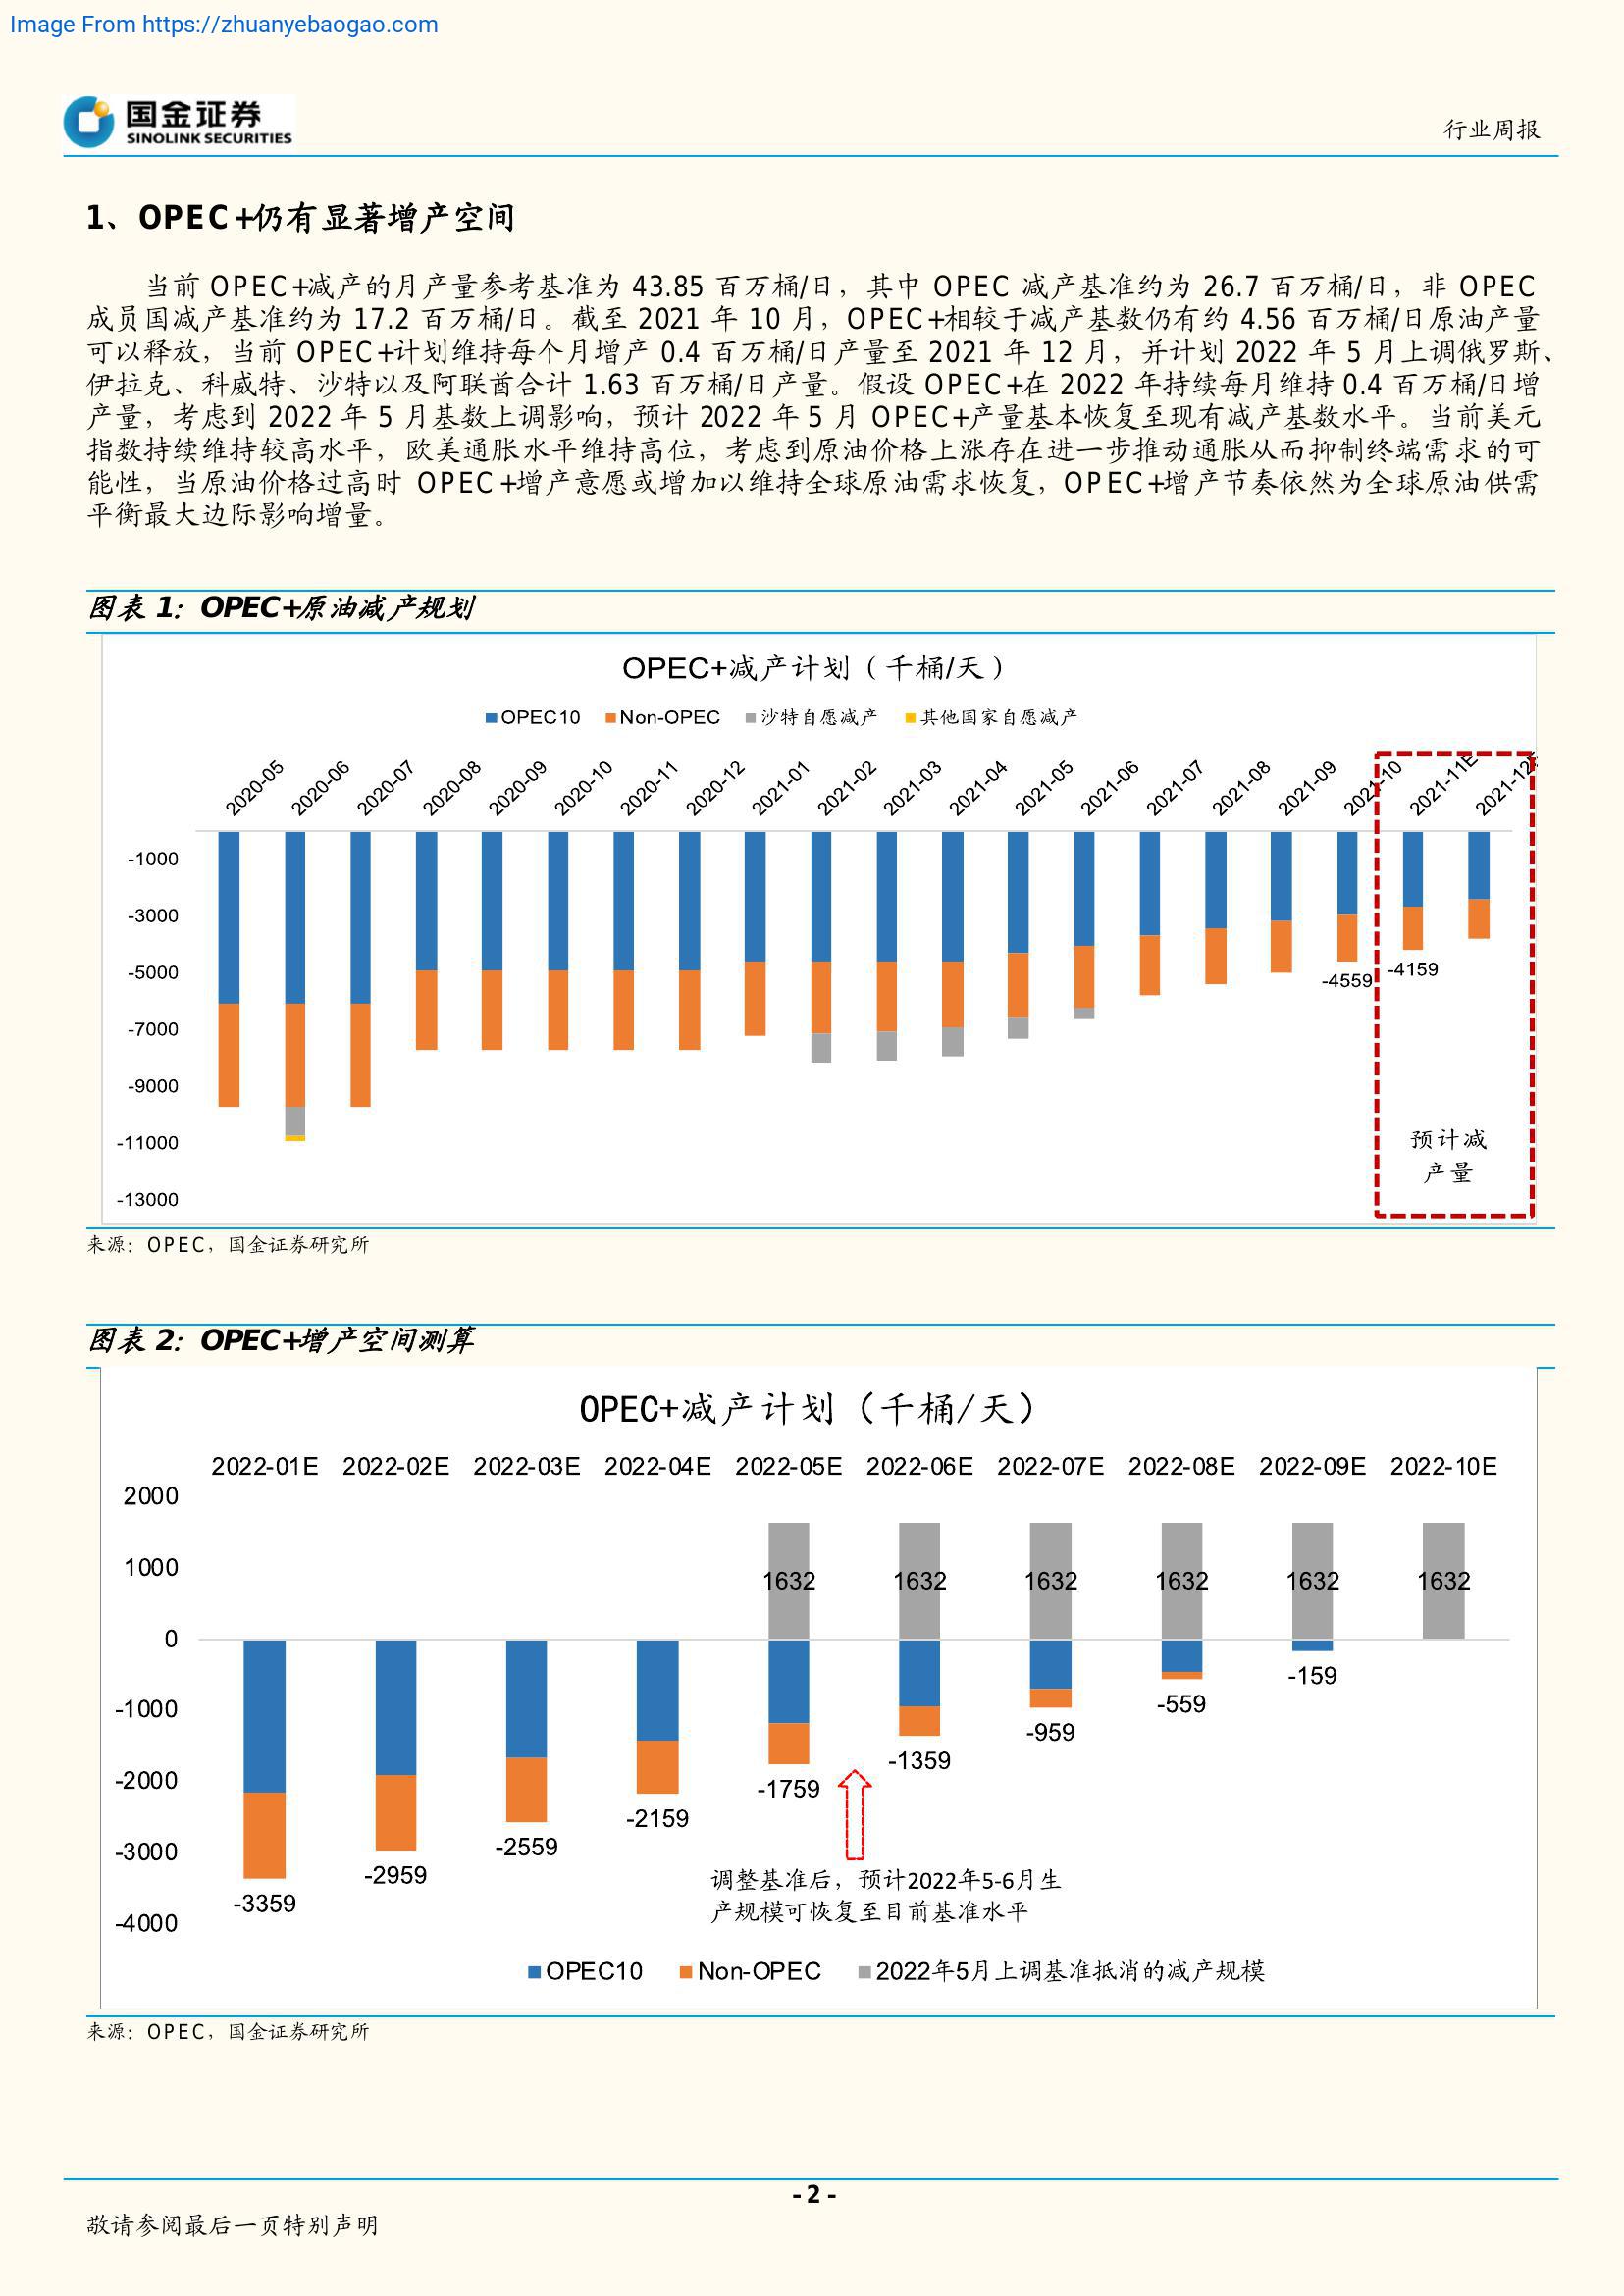 Image From https://zhuanyebaogao.com
国金证券
SINOLINK SECURITIES
行业周报
1、OPEC+仍有显著增产空间
当前 OPEC+减产的月产量参考基准为 43.85 百万桶/日，其中 OPEC 减产基准约为 26.7 百万桶/日，非 OPEC
成员国减产基准约为 17.2 百万桶/日。截至 2021 年 10 月，OPEC+相较于减产基数仍有约 4.56 百万桶/日原油产量
可以释放，当前 OPEC+计划维持每个月增产 0.4 百万桶/日产量至 2021 年 12 月，并计划 2022 年 5 月上调俄罗斯、
伊拉克、科威特、沙特以及阿联酋合计 1.63 百万桶/日产量。假设 OPEC+在 2022 年持续每月维持 0.4 百万桶/日增
产量，考虑到 2022 年 5 月基数上调影响，预计 2022 年 5 月 OPEC+产量基本恢复至现有减产基数水平。当前美元
指数持续维持较高水平，欧美通胀水平维持高位，考虑到原油价格上涨存在进一步推动通胀从而抑制终端需求的可
能性，当原油价格过高时 OPEC+增产意愿或增加以维持全球原油需求恢复，OPEC+增产节奏依然为全球原油供需
平衡最大边际影响增量。
图表 1：OPEC+原油减产规划
OPEC+减产计划（千桶/天）
OPEC10 Non-OPEC 沙特自愿减产 其他国家自愿减产
2020-05 2020-06 2020-07 2020-08 2020-09 2020-10 2020-11 2020-12 2021-01 2021-02 2021-03 2021-04 2021-05 2021-06 2021-07 2021-08 2021-09 2021-10 2021-11E 2021-12E
-1000
-3000
-5000
-4559 -4159
-7000
-9000
-11000
-13000
预计减
产量
来源：OPEC，国金证券研究所
图表 2：OPEC+增产空间测算
OPEC+减产计划（千桶/天）
2022-01E 2022-02E 2022-03E 2022-04E 2022-05E 2022-06E 2022-07E 2022-08E 2022-09E 2022-10E
2000
1000
1632 1632 1632 1632 1632 1632
0
-1000
-2000
-3000
-4000
-3359 -2959 -2559 -2159 -1759 -1359 -959 -559 -159
调整基准后，预计2022年5-6月生
产规模可恢复至目前基准水平
OPEC10 Non-OPEC 2022年5月上调基准抵消的减产规模
来源：OPEC，国金证券研究所
- 2 -
敬请参阅最后一页特别声明